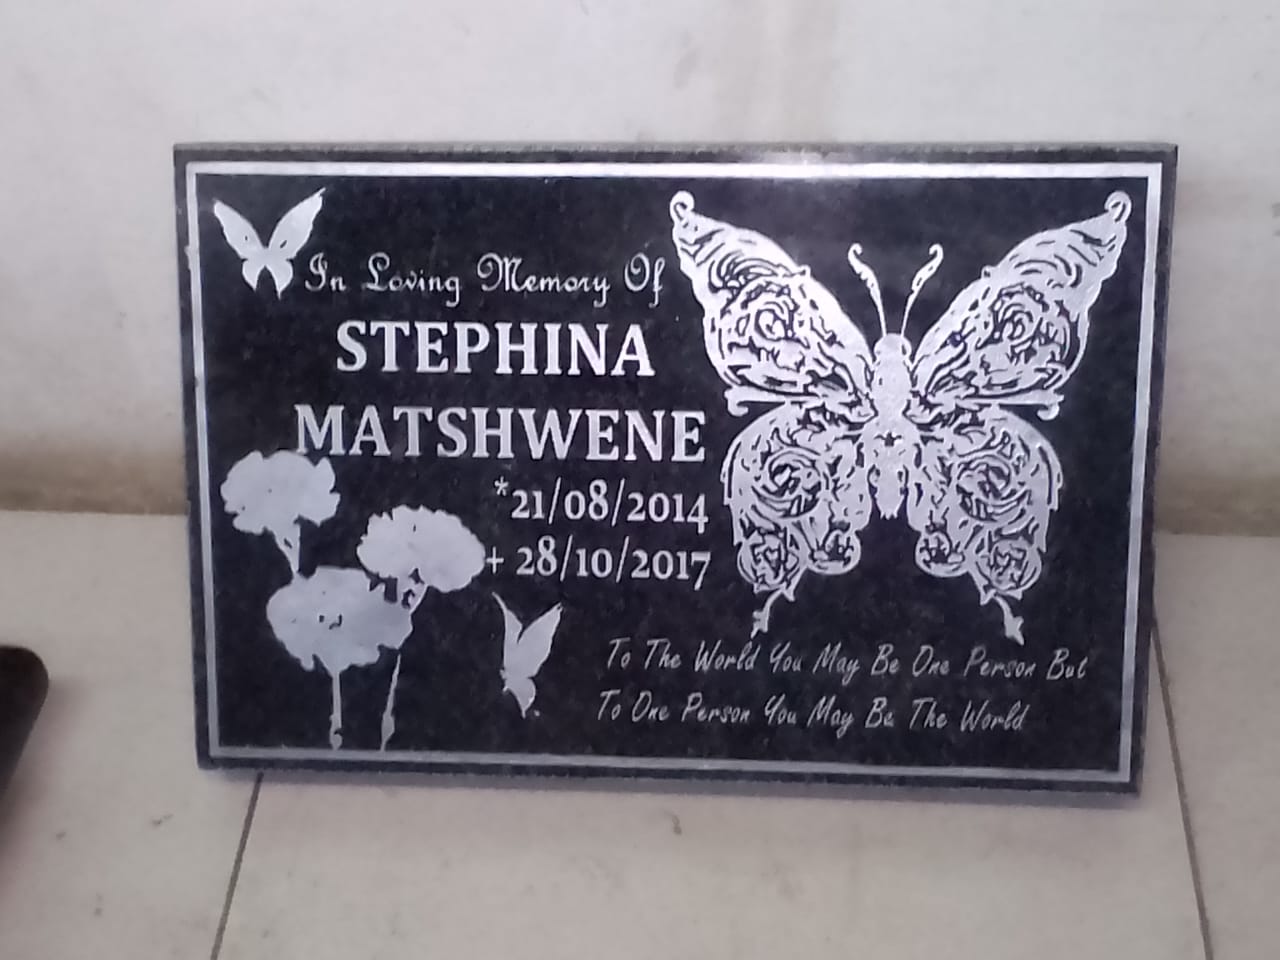 In Loving Memory Of
STEPHINA
MATSHWENE
*21/08/2014
+ 28/10/2017
To The World You May Be One Person But
To One Person You May Be The World